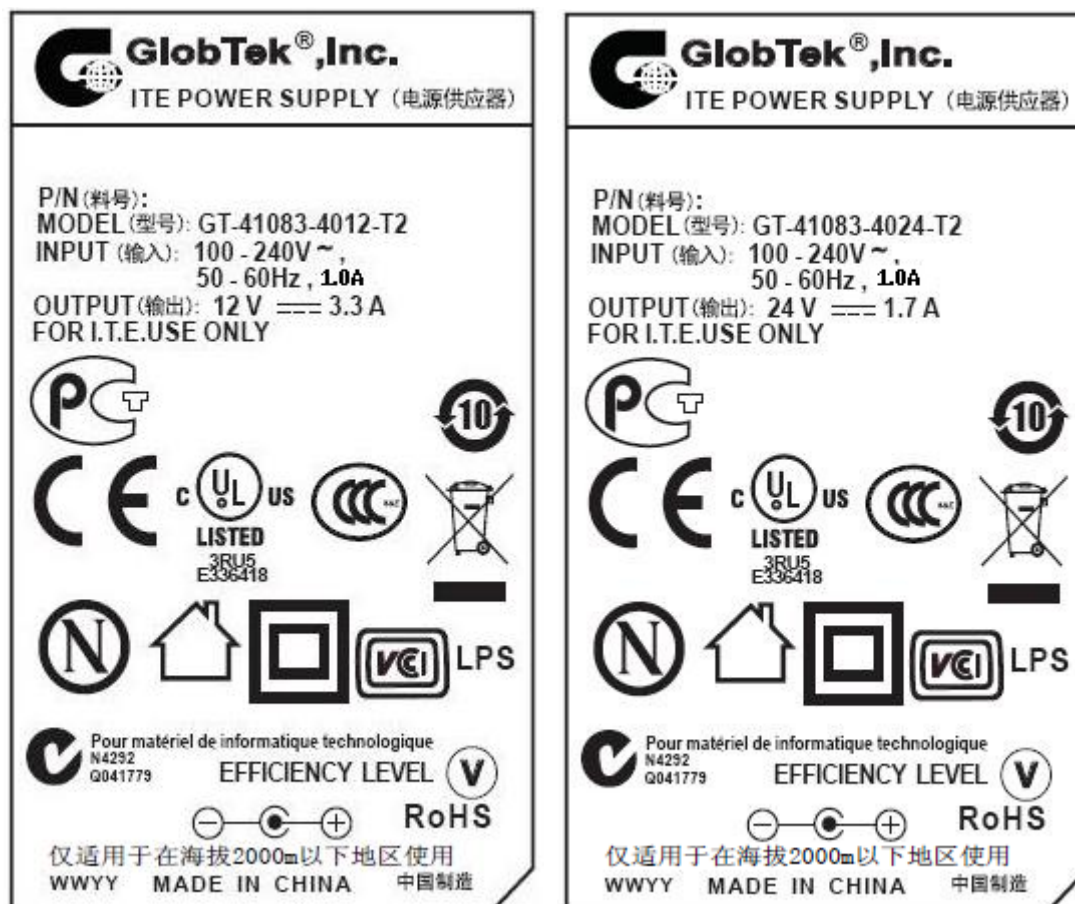 GlobTek®,Inc.
ITE POWER SUPPLY (电源供应器)
P/N(料号):
MODEL(型号): GT-41083-4012-T2
INPUT (输入): 100 - 240V ~ ,
50 - 60Hz , 1.0A
OUTPUT(输出): 12 V ⎓ 3.3 A
FOR I.T.E.USE ONLY
PCT
10
CE
C UL US
LISTED
3RU5
E336418
CCC S&E
N
VCCI
LPS
Pour matériel de informatique technologique
N4292
Q041779
EFFICIENCY LEVEL V
RoHS
仅适用于在海拔2000m以下地区使用
WWYY MADE IN CHINA 中国制造
GlobTek®,Inc.
ITE POWER SUPPLY (电源供应器)
P/N(料号):
MODEL(型号): GT-41083-4024-T2
INPUT (输入): 100 - 240V ~ ,
50 - 60Hz , 1.0A
OUTPUT(输出): 24 V ⎓ 1.7 A
FOR I.T.E.USE ONLY
PCT
10
CE
C UL US
LISTED
3RU5
E336418
CCC S&E
N
VCCI
LPS
Pour matériel de informatique technologique
N4292
Q041779
EFFICIENCY LEVEL V
RoHS
仅适用于在海拔2000m以下地区使用
WWYY MADE IN CHINA 中国制造